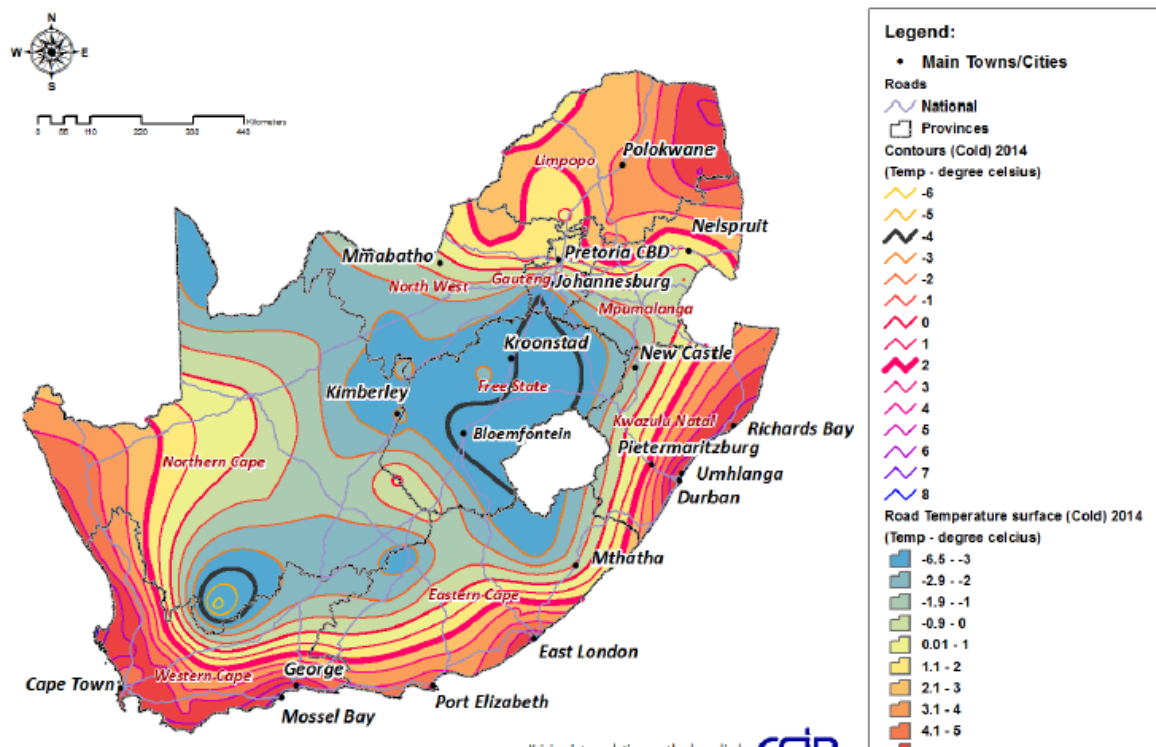 N
W E
S
0 55 110 220 330 440 Kilometers
Polokwane
Limpopo
Nelspruit
Mmabatho
Pretoria CBD
North West
Gauteng
Johannesburg
Mpumalanga
Kroonstad
New Castle
Kimberley
Free State
Bloemfontein
Kwazulu Natal
Richards Bay
Pietermaritzburg
Umhlanga
Durban
Northern Cape
Mthatha
Eastern Cape
East London
Western Cape
George
Cape Town
Port Elizabeth
Mossel Bay
Legend:
Main Towns/Cities
Roads
National
Provinces
Contours (Cold) 2014
(Temp - degree celsius)
-6
-5
-4
-3
-2
-1
0
1
2
3
4
5
6
7
8
Road Temperature surface (Cold) 2014
(Temp - degree celcius)
-6.5 - -3
-2.9 - -2
-1.9 - -1
-0.9 - 0
0.01 - 1
1.1 - 2
2.1 - 3
3.1 - 4
4.1 - 5